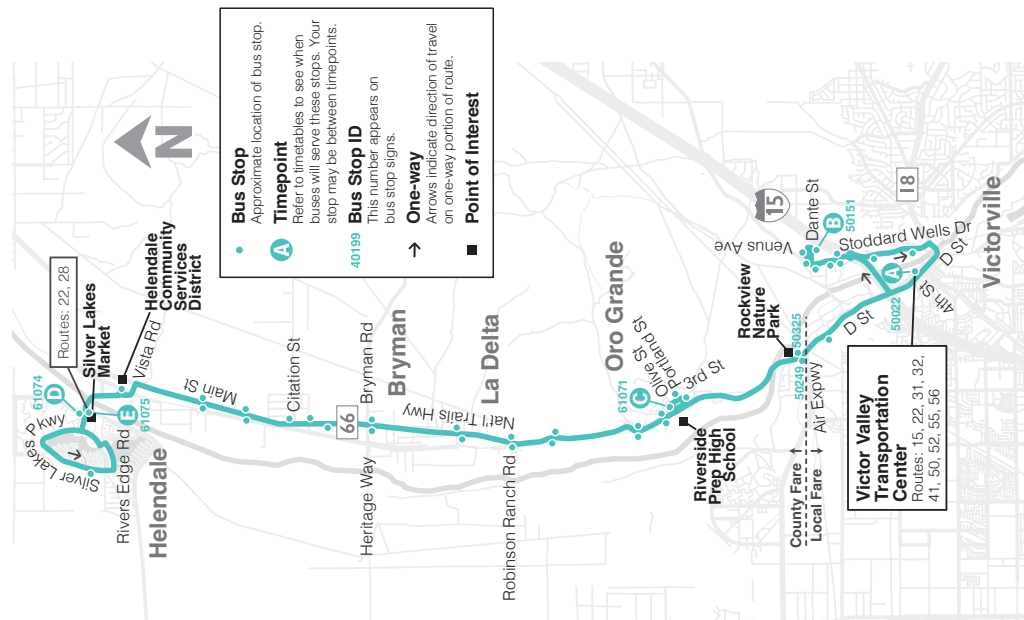 N
Bus Stop
Approximate location of bus stop.
A
Timepoint
Refer to timetables to see when
buses will serve these stops. Your
stop may be between timepoints.
40199
Bus Stop ID
This number appears on
bus stop signs.
One-way
Arrows indicate direction of travel
on one-way portion of route.
Point of Interest
Routes: 22, 28
61074
D
Silver Lakes
Market
Silver Lakes Pkwy
E
61075
Rivers Edge Rd
Helendale
Vista Rd
Helendale
Community
Services
District
Main St
Citation St
66
Bryman Rd
Heritage Way
Bryman
Nat'l Trails Hwy
La Delta
Robinson Ranch Rd
Oro Grande
61071
C
Olive St
Portland St
3rd St
Riverside
Prep High
School
Rockview
Nature
Park
50325
50249
County Fare
Local Fare
Air Expwy
D St
15
Venus Ave
Dante St
B
50151
Stoddard Wells Dr
18
A
50022
4th St
D St
Victorville
Victor Valley
Transportation
Center
Routes: 15, 22, 31, 32,
41, 50, 52, 55, 56